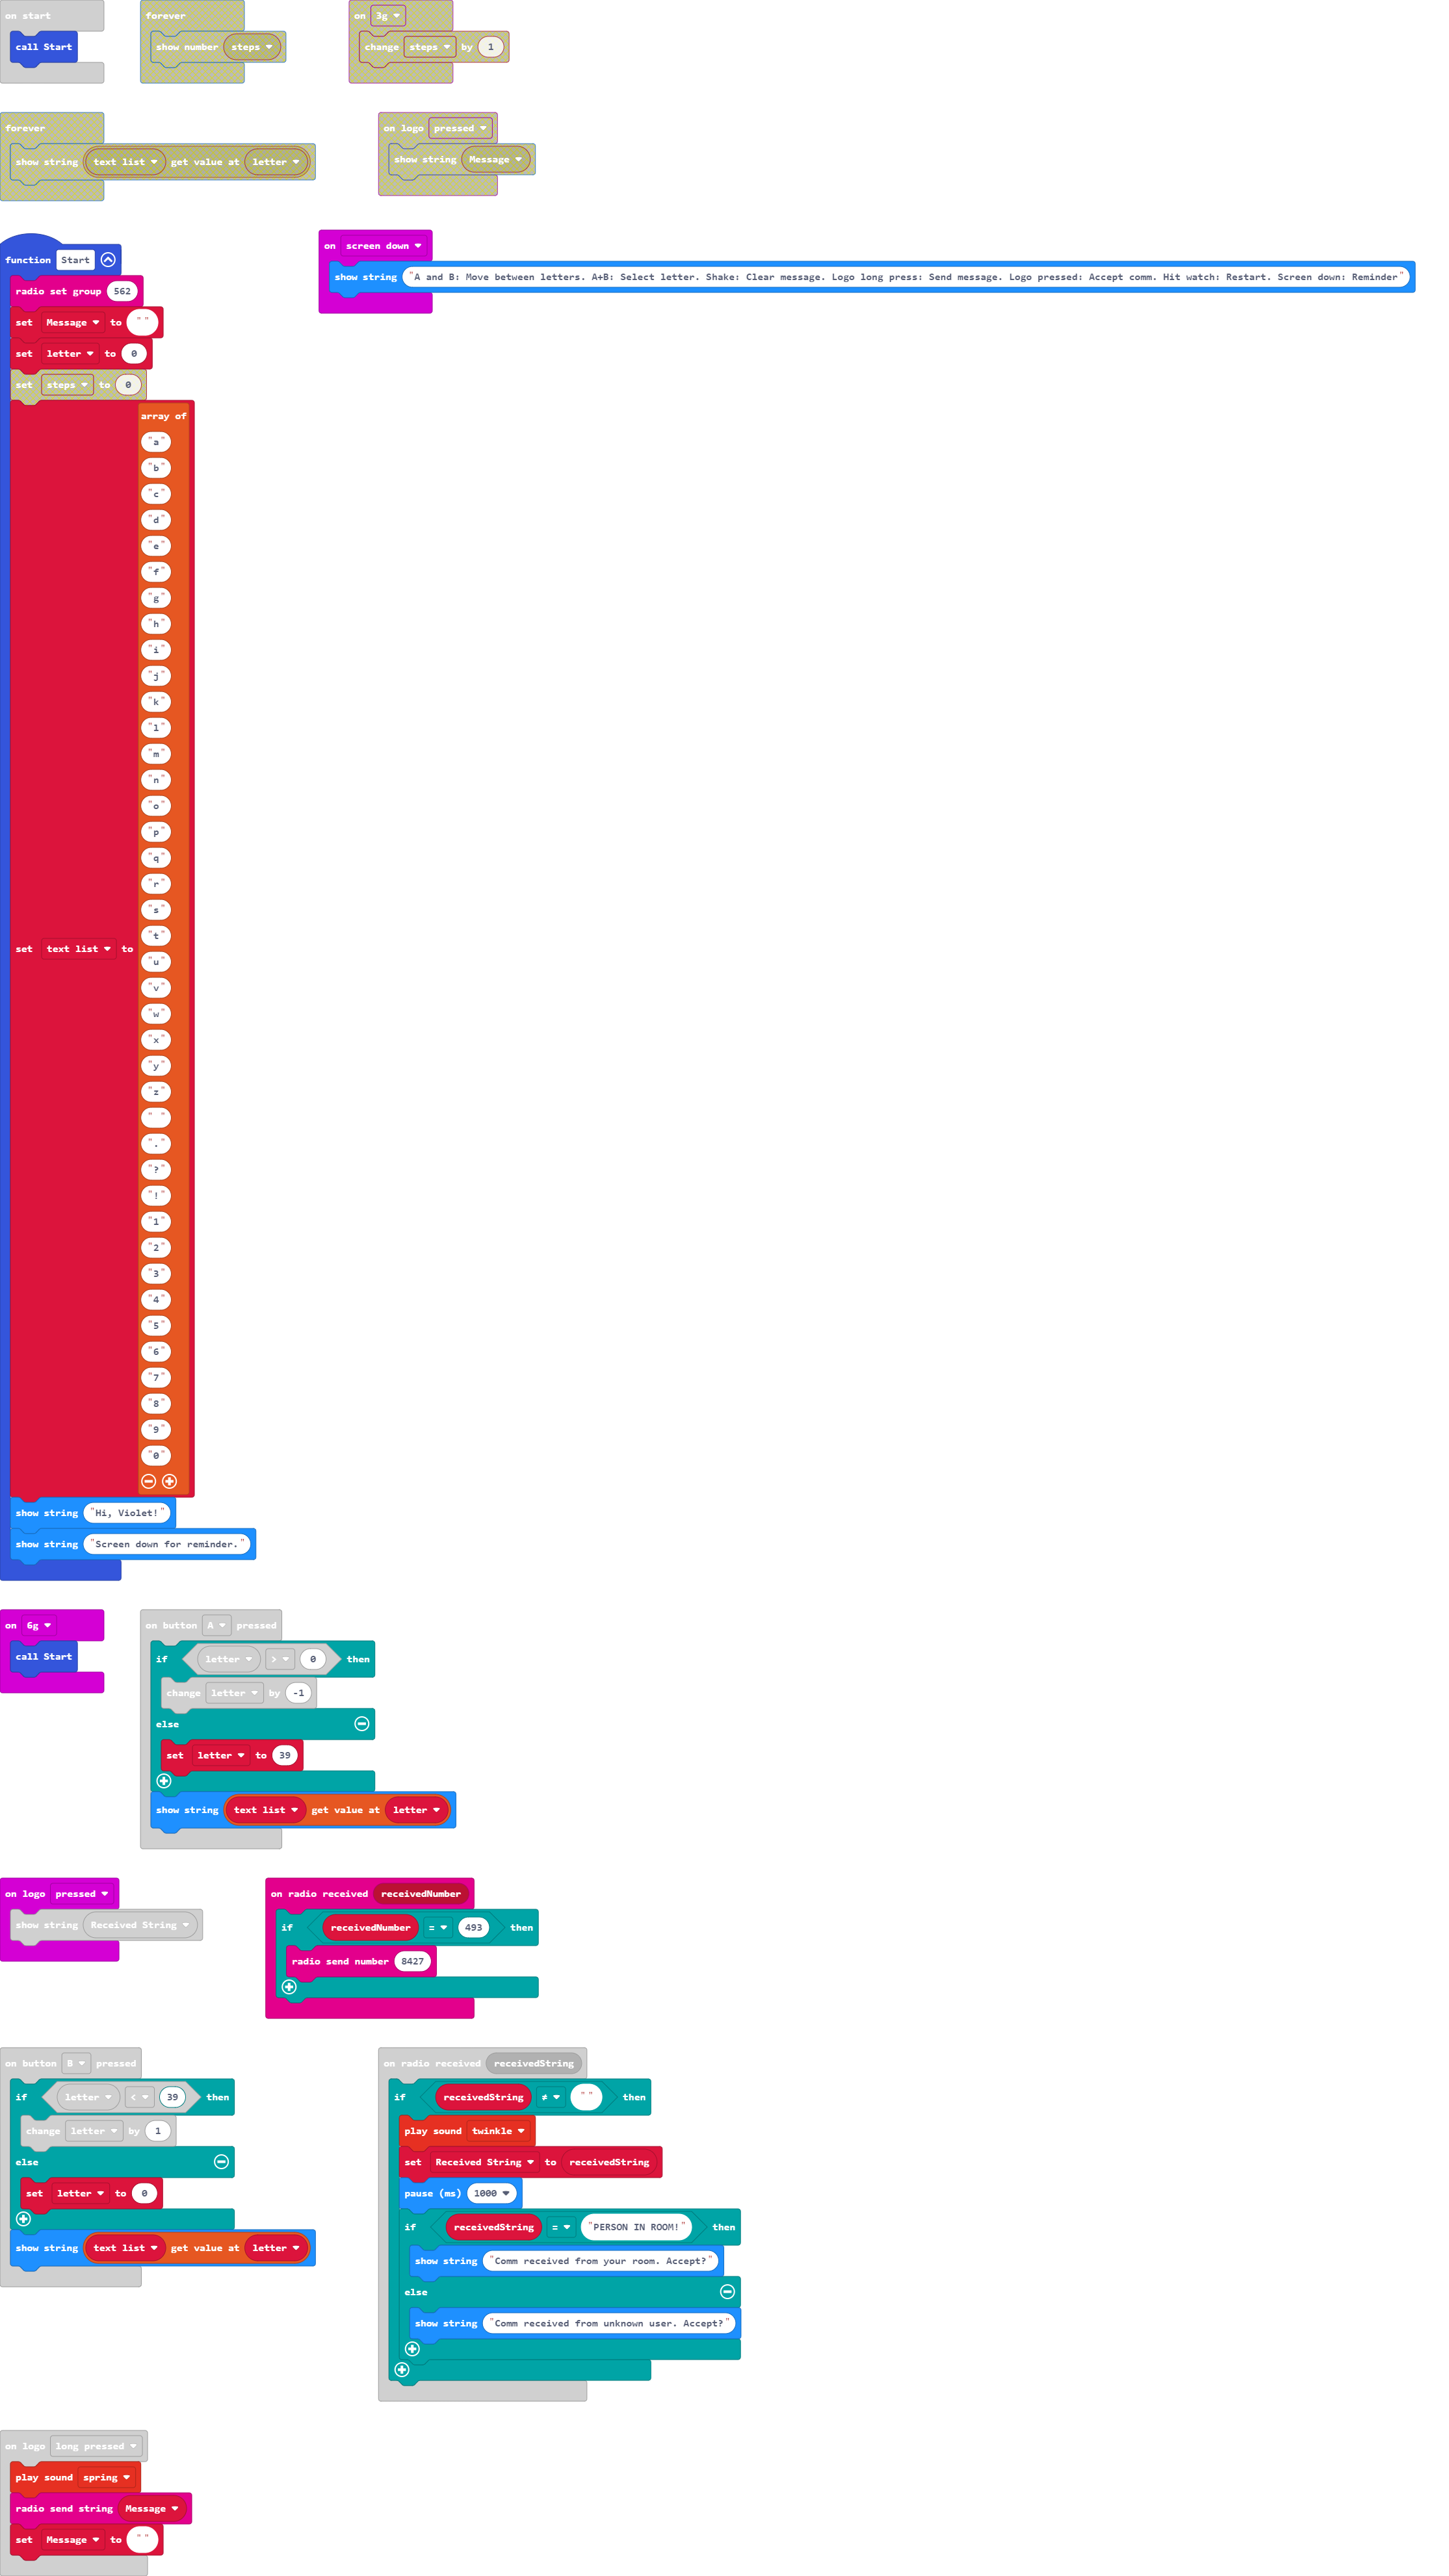 on start
call Start
forever
show number steps
on 3g
change steps by 1
forever
show string text list get value at letter
on logo pressed
show string Message
function Start
radio set group 562
set Message to " "
set letter to 0
set steps to 0
set text list to
array of
"a"
"b"
"c"
"d"
"e"
"f"
"g"
"h"
"i"
"j"
"k"
"l"
"m"
"n"
"o"
"p"
"q"
"r"
"s"
"t"
"u"
"v"
"w"
"x"
"y"
"z"
" "
"."
"?"
"!"
"1"
"2"
"3"
"4"
"5"
"6"
"7"
"8"
"9"
"0"
show string "Hi, Violet!"
show string "Screen down for reminder."
on screen down
show string "A and B: Move between letters. A+B: Select letter. Shake: Clear message. Logo long press: Send message. Logo pressed: Accept comm. Hit watch: Restart. Screen down: Reminder"
on 6g
call Start
on button A pressed
if letter > 0 then
change letter by -1
else
set letter to 39
show string text list get value at letter
on logo pressed
show string Received String
on radio received receivedNumber
if receivedNumber = 493 then
radio send number 8427
on button B pressed
if letter < 39 then
change letter by 1
else
set letter to 0
show string text list get value at letter
on radio received receivedString
if receivedString ≠ " " then
play sound twinkle
set Received String to receivedString
pause (ms) 1000
if receivedString = "PERSON IN ROOM!" then
show string "Comm received from your room. Accept?"
else
show string "Comm received from unknown user. Accept?"
on logo long pressed
play sound spring
radio send string Message
set Message to " "